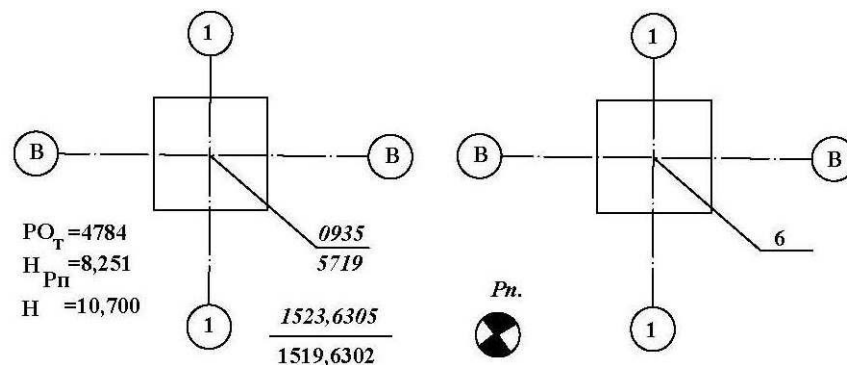 1
1
В
В
В
В
РОт =4784
0935
6
5719
НРп =8,251
Рп.
Н =10,700
1
1523,6305
1
1519,6302